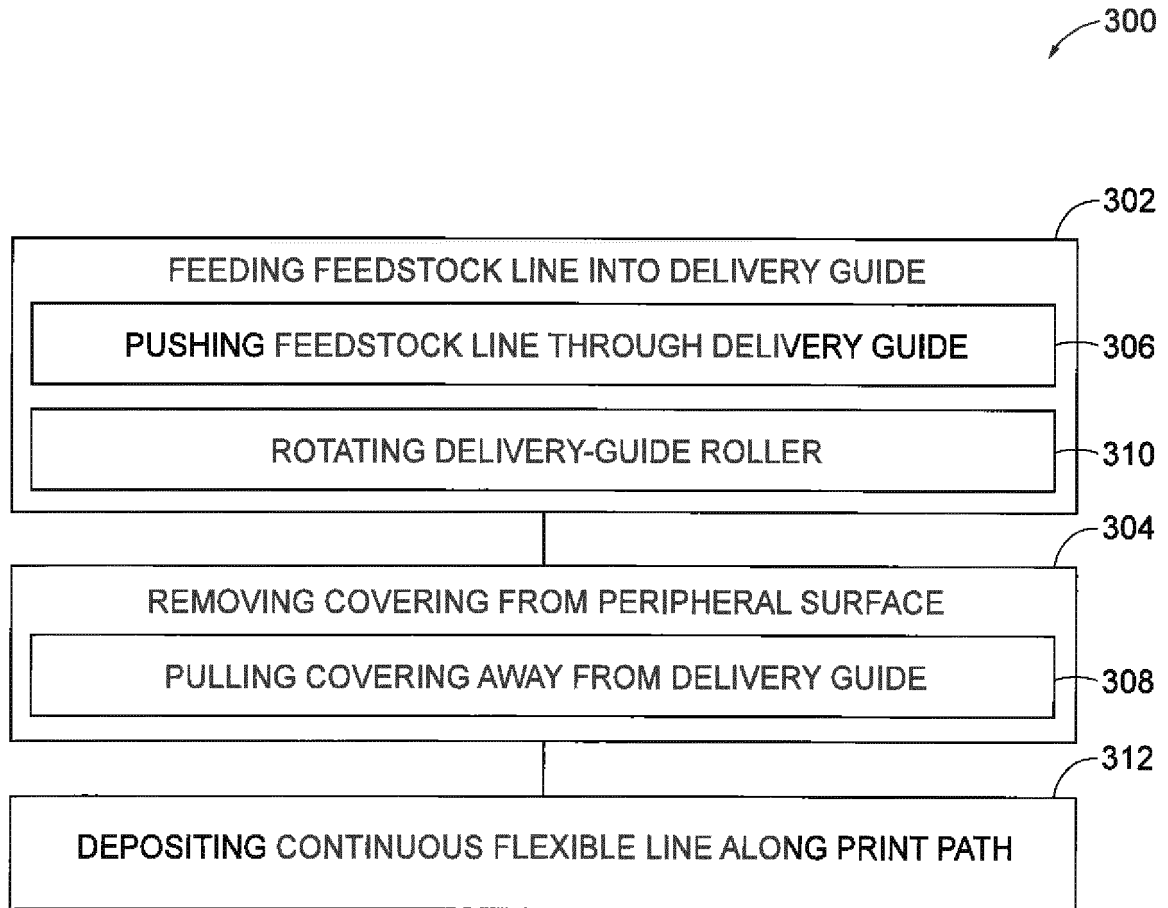 300
302
FEEDING FEEDSTOCK LINE INTO DELIVERY GUIDE
PUSHING FEEDSTOCK LINE THROUGH DELIVERY GUIDE
306
ROTATING DELIVERY-GUIDE ROLLER
310
304
REMOVING COVERING FROM PERIPHERAL SURFACE
PULLING COVERING AWAY FROM DELIVERY GUIDE
308
312
DEPOSITING CONTINUOUS FLEXIBLE LINE ALONG PRINT PATH